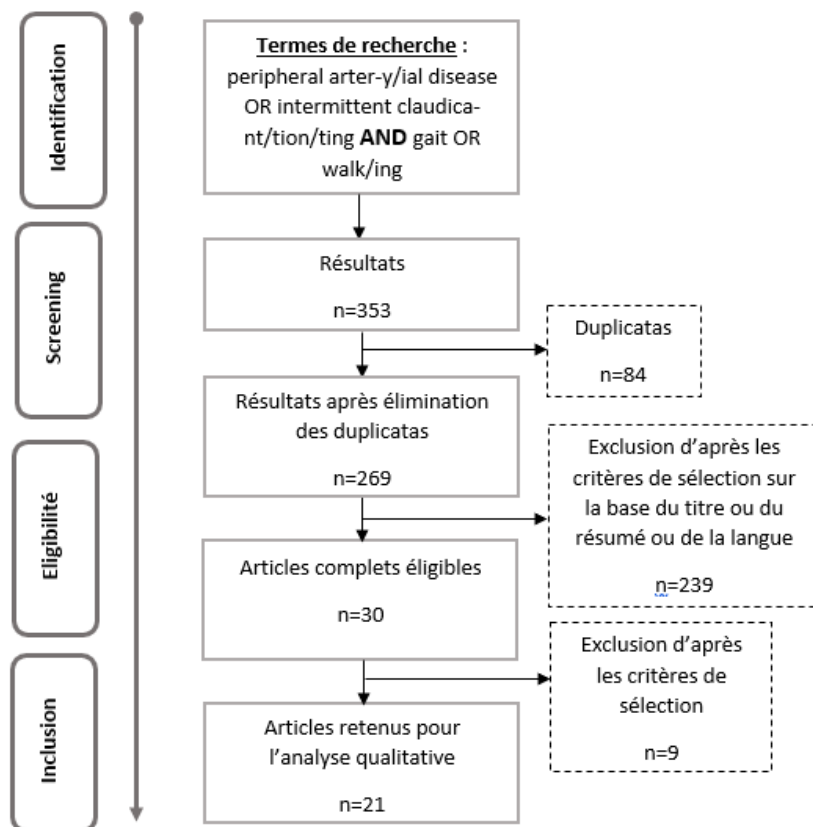 Identification
Termes de recherche :
peripheral arter-y/ial disease
OR intermittent claudica-
nt/tion/ting AND gait OR
walk/ing
Screening
Résultats
n=353
Duplicatas
n=84
Résultats après élimination
des duplicatas
n=269
Eligibilité
Exclusion d’après les
critères de sélection sur
la base du titre ou du
résumé ou de la langue
n=239
Articles complets éligibles
n=30
Exclusion d’après
les critères de
sélection
n=9
Inclusion
Articles retenus pour
l’analyse qualitative
n=21